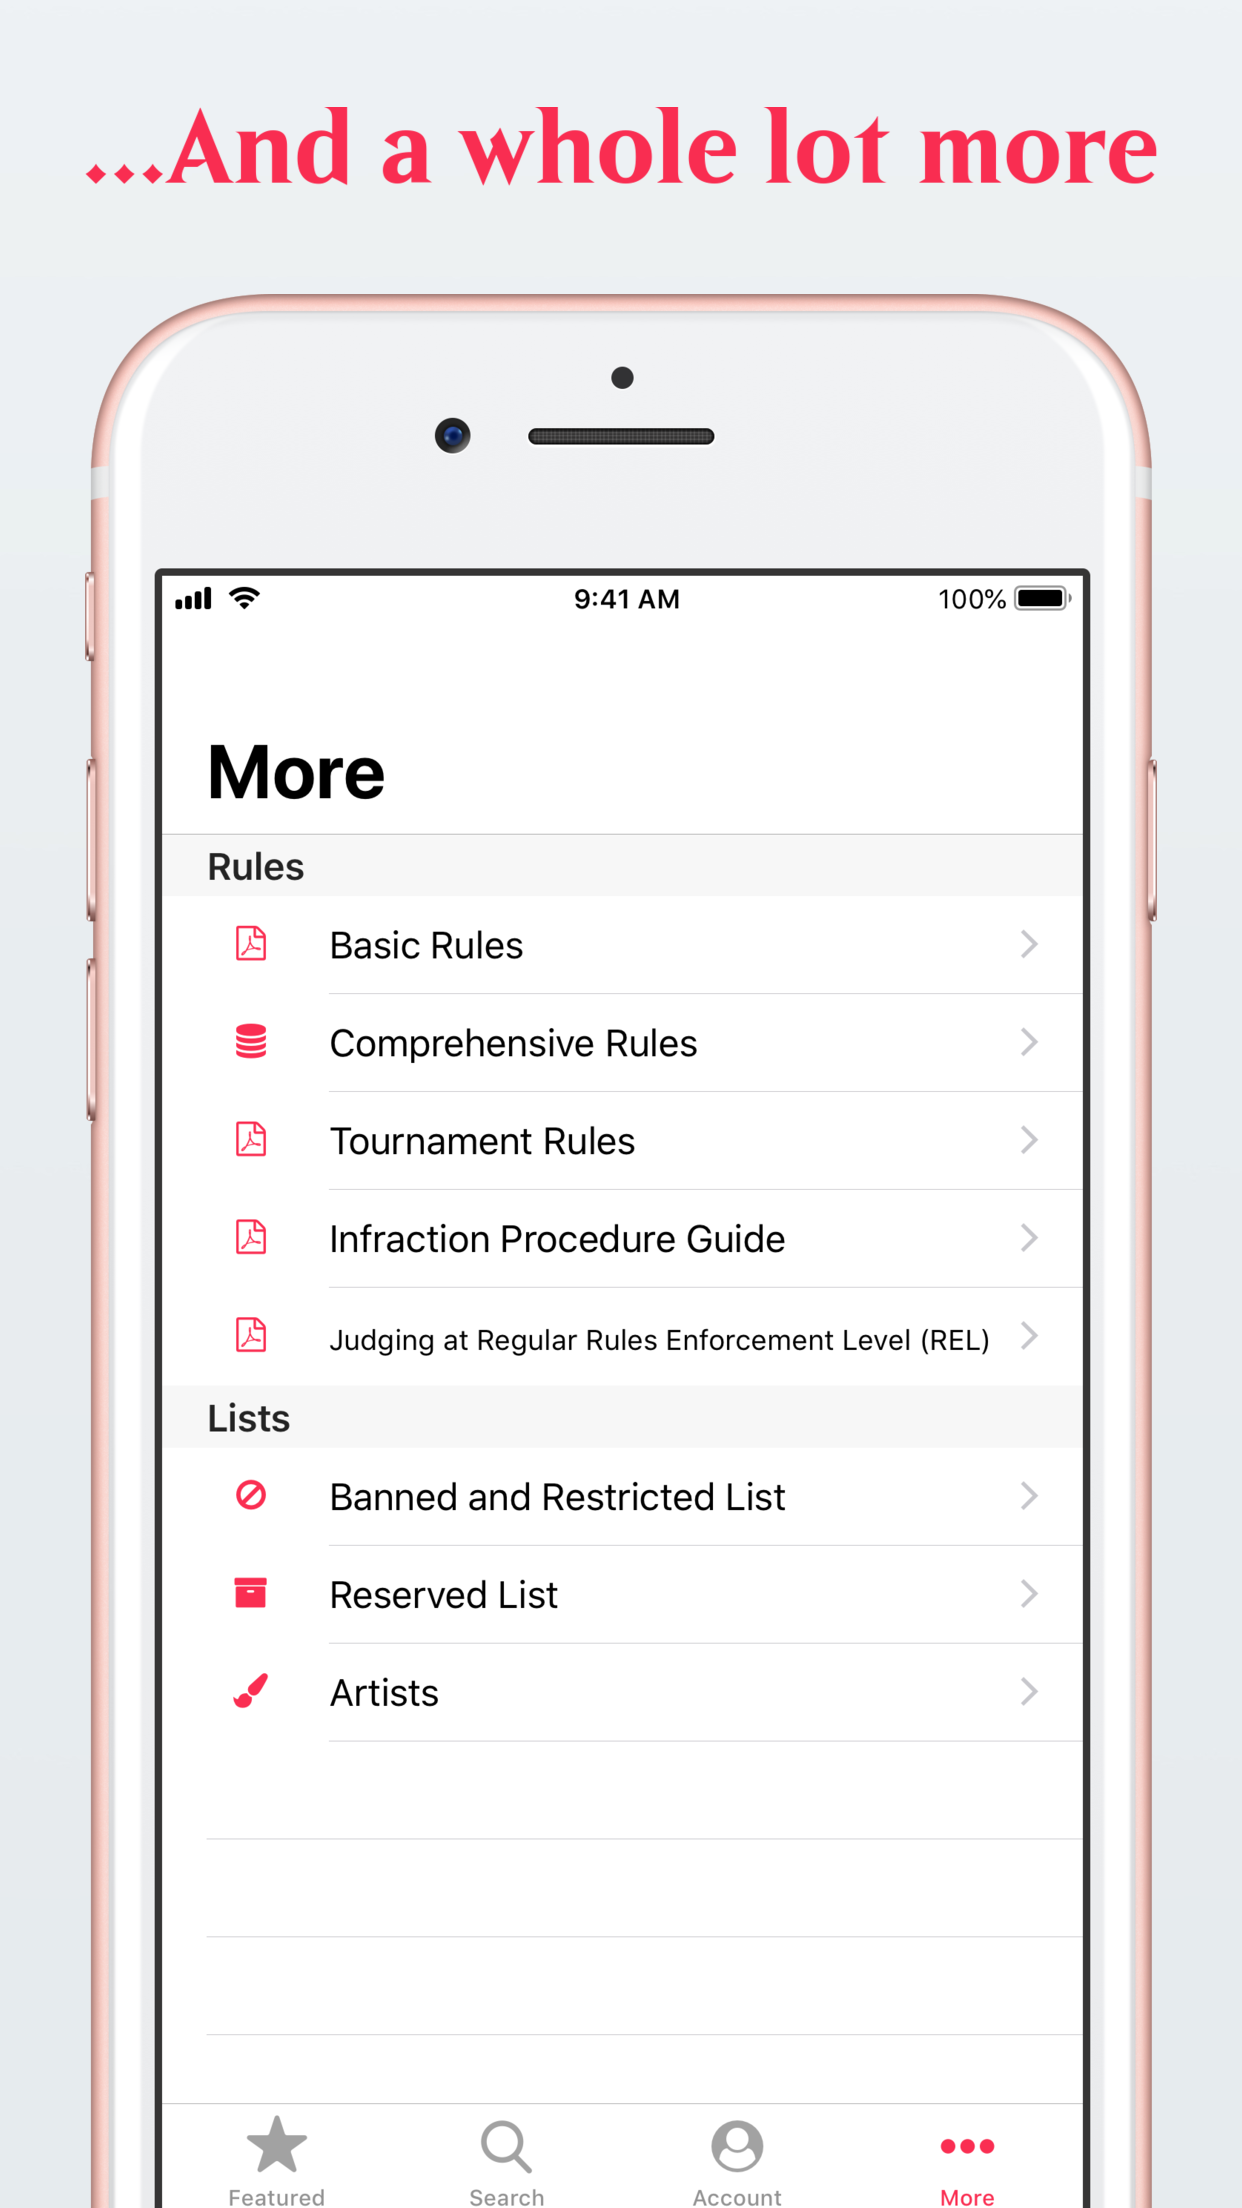 ...And a whole lot more
9:41 AM
100%
More
Rules
Basic Rules
Comprehensive Rules
Tournament Rules
Infraction Procedure Guide
Judging at Regular Rules Enforcement Level (REL)
Lists
Banned and Restricted List
Reserved List
Artists
Featured
Search
Account
More